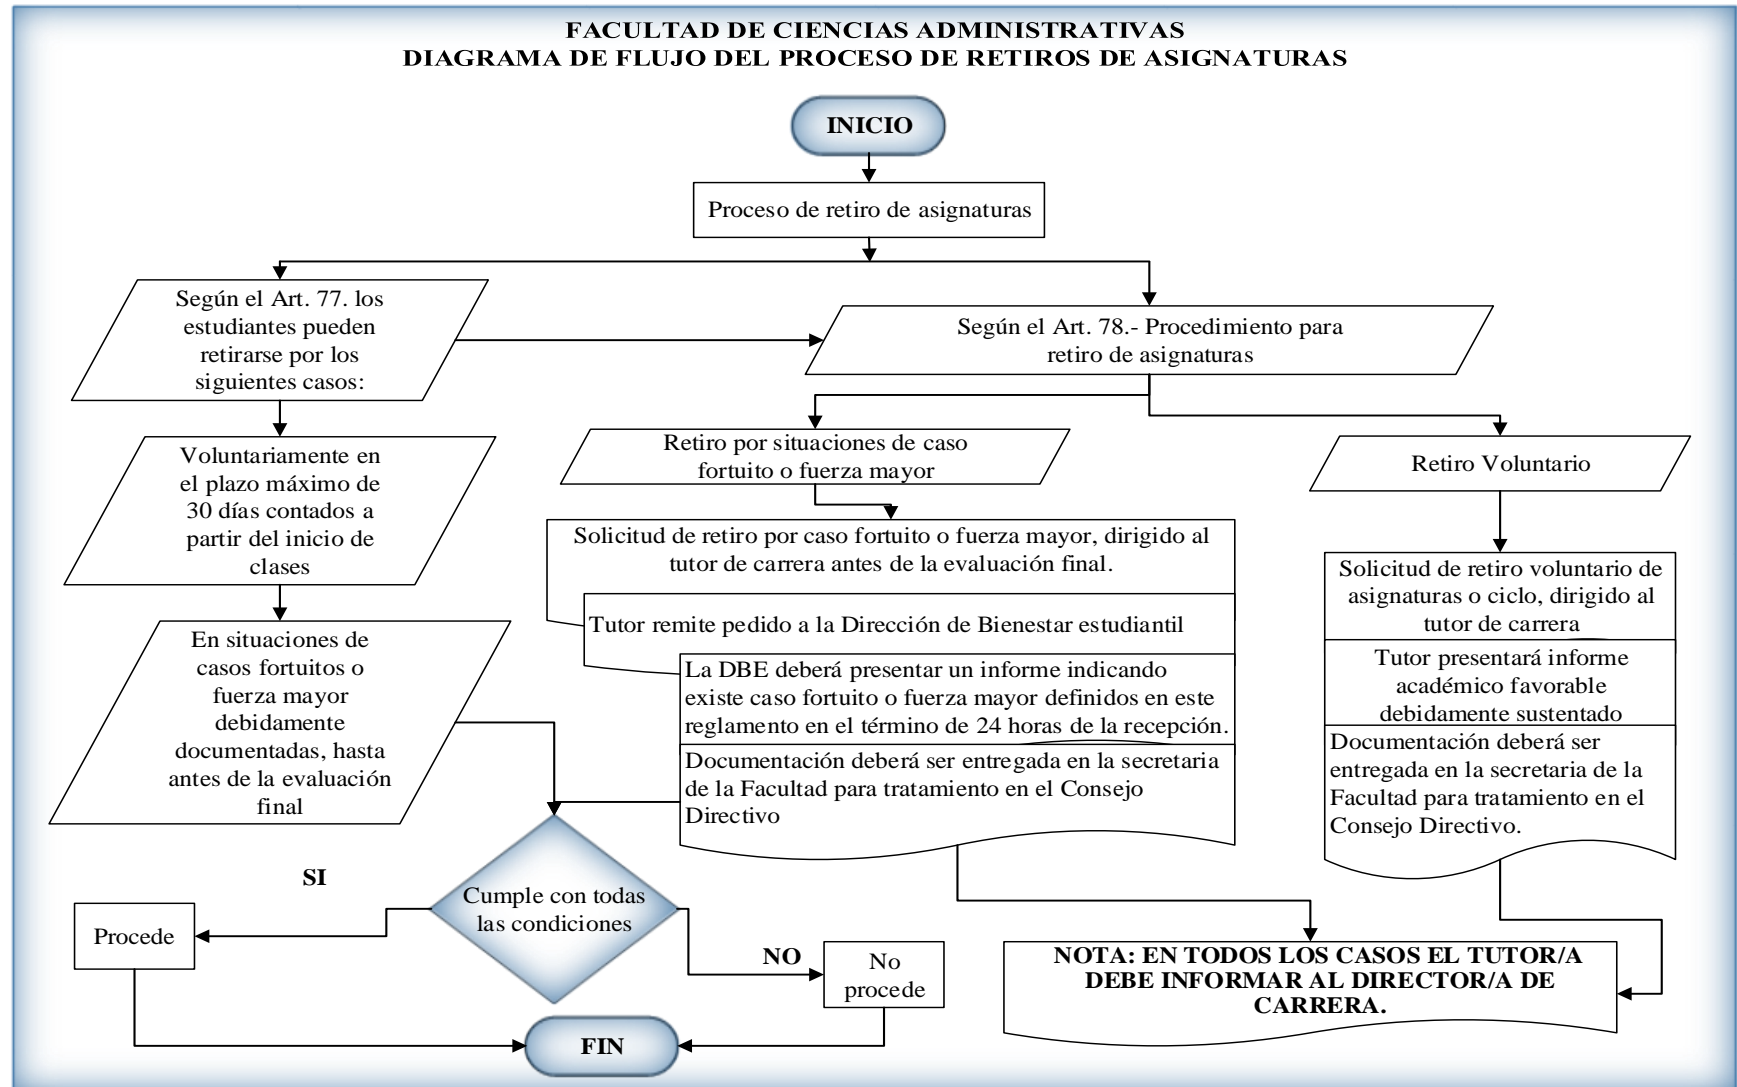 FACULTAD DE CIENCIAS ADMINISTRATIVAS
DIAGRAMA DE FLUJO DEL PROCESO DE RETIROS DE ASIGNATURAS
INICIO
Proceso de retiro de asignaturas
Según el Art. 77. los
estudiantes pueden
retirarse por los
siguientes casos:
Según el Art. 78.- Procedimiento para
retiro de asignaturas
Voluntariamente en
el plazo máximo de
30 días contados a
partir del inicio de
clases
Retiro por situaciones de caso
fortuito o fuerza mayor
Retiro Voluntario
En situaciones de
casos fortuitos o
fuerza mayor
debidamente
documentadas, hasta
antes de la evaluación
final
Solicitud de retiro por caso fortuito o fuerza mayor, dirigido al
tutor de carrera antes de la evaluación final.
Tutor remite pedido a la Dirección de Bienestar estudiantil
La DBE deberá presentar un informe indicando
existe caso fortuito o fuerza mayor definidos en este
reglamento en el término de 24 horas de la recepción.
Documentación deberá ser entregada en la secretaria
de la Facultad para tratamiento en el Consejo
Directivo
Solicitud de retiro voluntario de
asignaturas o ciclo, dirigido al
tutor de carrera
Tutor presentará informe
académico favorable
debidamente sustentado
Documentación deberá ser
entregada en la secretaria de la
Facultad para tratamiento en el
Consejo Directivo.
Cumple con todas
las condiciones
SI
Procede
NO
No
procede
NOTA: EN TODOS LOS CASOS EL TUTOR/A
DEBE INFORMAR AL DIRECTOR/A DE
CARRERA.
FIN